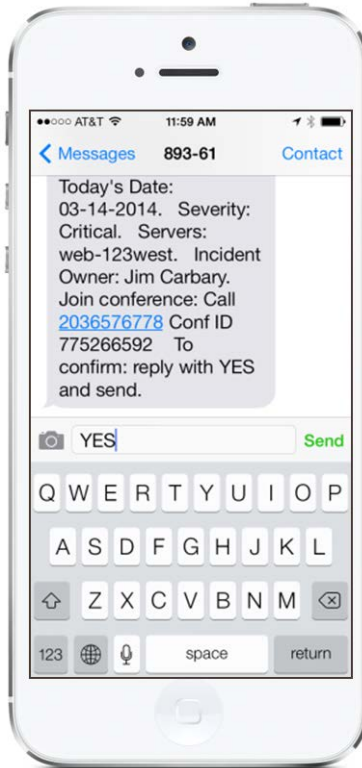 AT&T 11:59 AM
Messages 893-61 Contact
Today's Date:
03-14-2014. Severity:
Critical. Servers:
web-123west. Incident
Owner: Jim Carbary.
Join conference: Call
2036576778 Conf ID
775266592 To
confirm: reply with YES
and send.
YES Send
Q W E R T Y U I O P
A S D F G H J K L
Z X C V B N M
123 space return